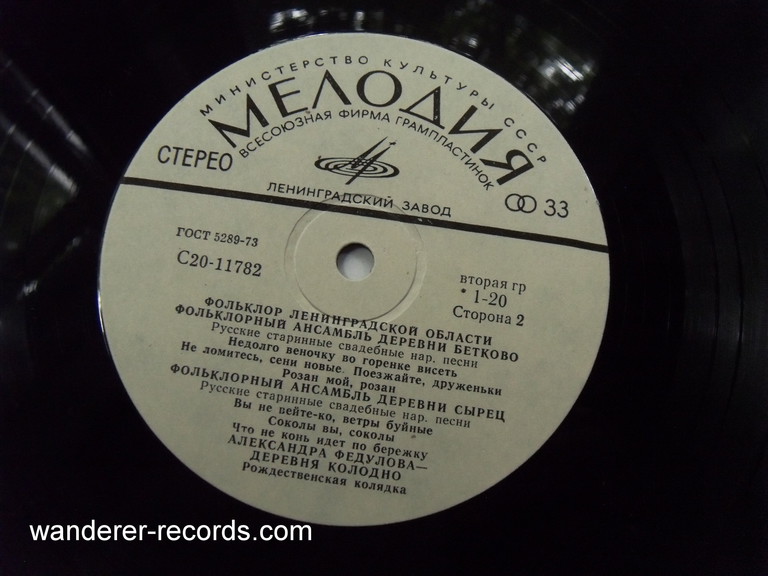 МИНИСТЕРСТВО КУЛЬТУРЫ СССР
МЕЛОДИЯ
ВСЕСОЮЗНАЯ ФИРМА ГРАМПЛАСТИНОК
СТЕРЕО
ЛЕНИНГРАДСКИЙ ЗАВОД
33
ГОСТ 5289-73
С20-11782
вторая гр
1-20
Сторона 2
ФОЛЬКЛОР ЛЕНИНГРАДСКОЙ ОБЛАСТИ
ФОЛЬКЛОРНЫЙ АНСАМБЛЬ ДЕРЕВНИ БЕТКОВО
Русские старинные свадебные нар. песни
Недолго веночку во горенке висеть
Не ломитесь, сени новые. Поезжайте, друженьки
Розан мой, розан
ФОЛЬКЛОРНЫЙ АНСАМБЛЬ ДЕРЕВНИ СЫРЕЦ
Русские старинные свадебные нар. песни
Вы не вейте-ко, ветры буйные
Соколы вы, соколы
Что не конь идет по бережку
АЛЕКСАНДРА ФЕДУЛОВА—
ДЕРЕВНЯ КОЛОДНО
Рождественская колядка
wanderer-records.com